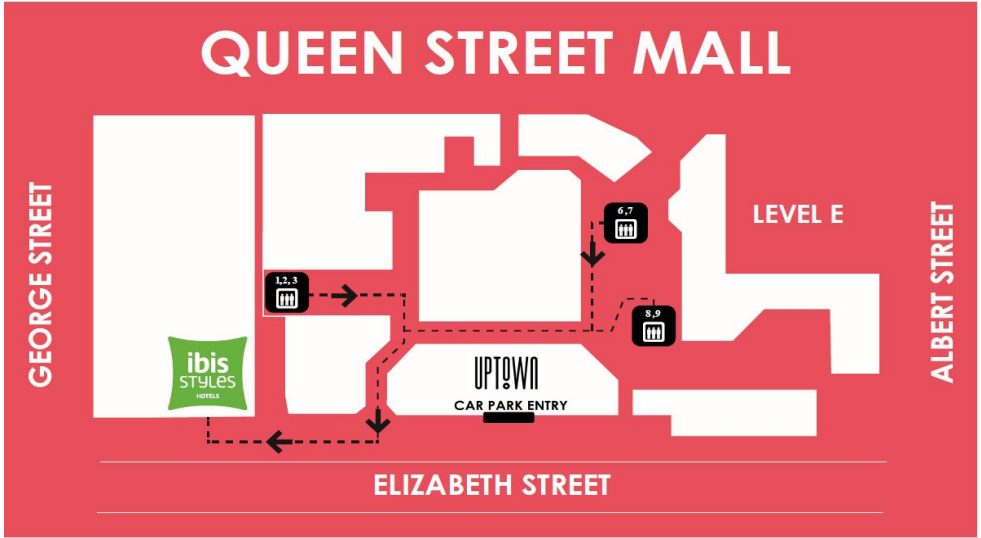 QUEEN STREET MALL
GEORGE STREET
6,7
LEVEL E
ALBERT STREET
1,2,3
8,9
ibis
STYLES
HOTELS
UPTOWN
CAR PARK ENTRY
ELIZABETH STREET